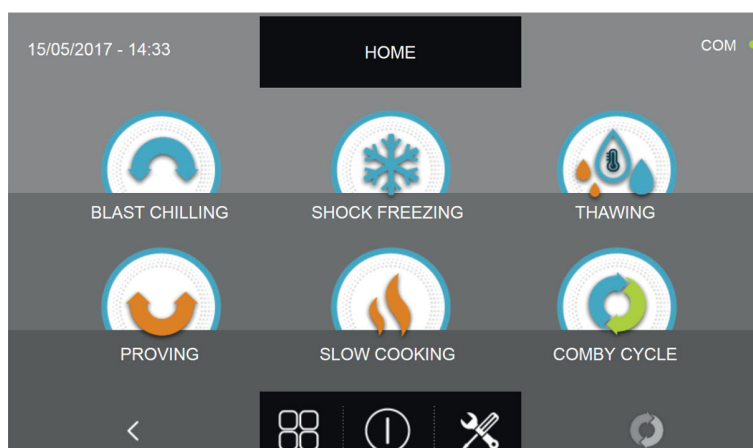 15/05/2017 - 14:33
HOME
COM
BLAST CHILLING
SHOCK FREEZING
THAWING
PROVING
SLOW COOKING
COMBY CYCLE